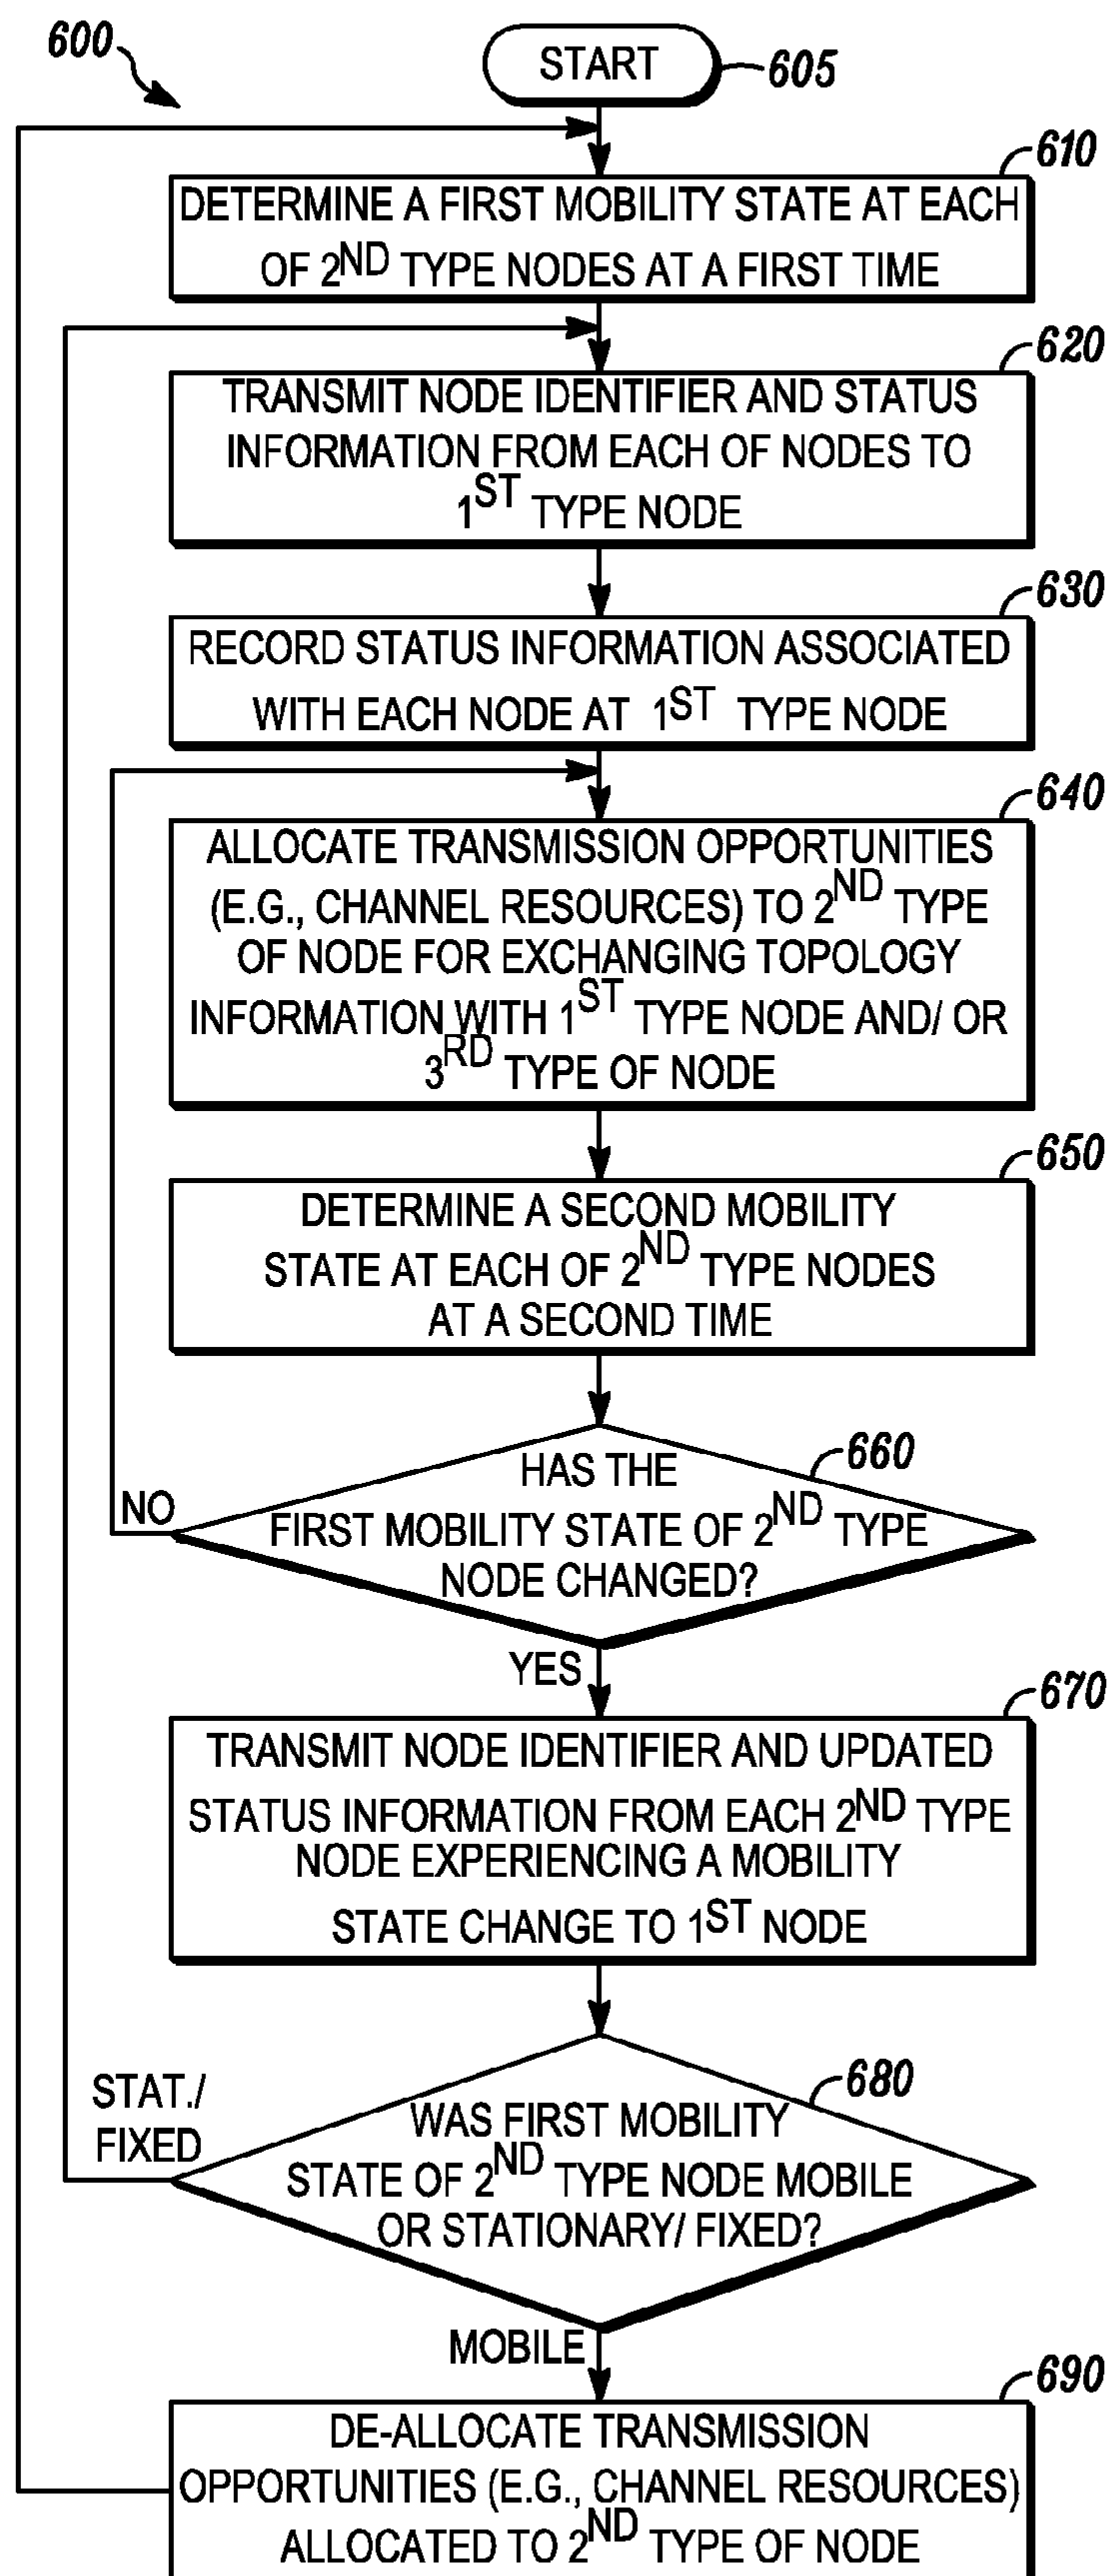 600
START
605
610
DETERMINE A FIRST MOBILITY STATE AT EACH
OF 2ND TYPE NODES AT A FIRST TIME
620
TRANSMIT NODE IDENTIFIER AND STATUS
INFORMATION FROM EACH OF NODES TO
1ST TYPE NODE
630
RECORD STATUS INFORMATION ASSOCIATED
WITH EACH NODE AT 1ST TYPE NODE
640
ALLOCATE TRANSMISSION OPPORTUNITIES
(E.G., CHANNEL RESOURCES) TO 2ND TYPE
OF NODE FOR EXCHANGING TOPOLOGY
INFORMATION WITH 1ST TYPE NODE AND/ OR
3RD TYPE OF NODE
650
DETERMINE A SECOND MOBILITY
STATE AT EACH OF 2ND TYPE NODES
AT A SECOND TIME
660
HAS THE
FIRST MOBILITY STATE OF 2ND TYPE
NODE CHANGED?
NO
YES
670
TRANSMIT NODE IDENTIFIER AND UPDATED
STATUS INFORMATION FROM EACH 2ND TYPE
NODE EXPERIENCING A MOBILITY
STATE CHANGE TO 1ST NODE
680
WAS FIRST MOBILITY
STATE OF 2ND TYPE NODE MOBILE
OR STATIONARY/ FIXED?
STAT./
FIXED
MOBILE
690
DE-ALLOCATE TRANSMISSION
OPPORTUNITIES (E.G., CHANNEL RESOURCES)
ALLOCATED TO 2ND TYPE OF NODE